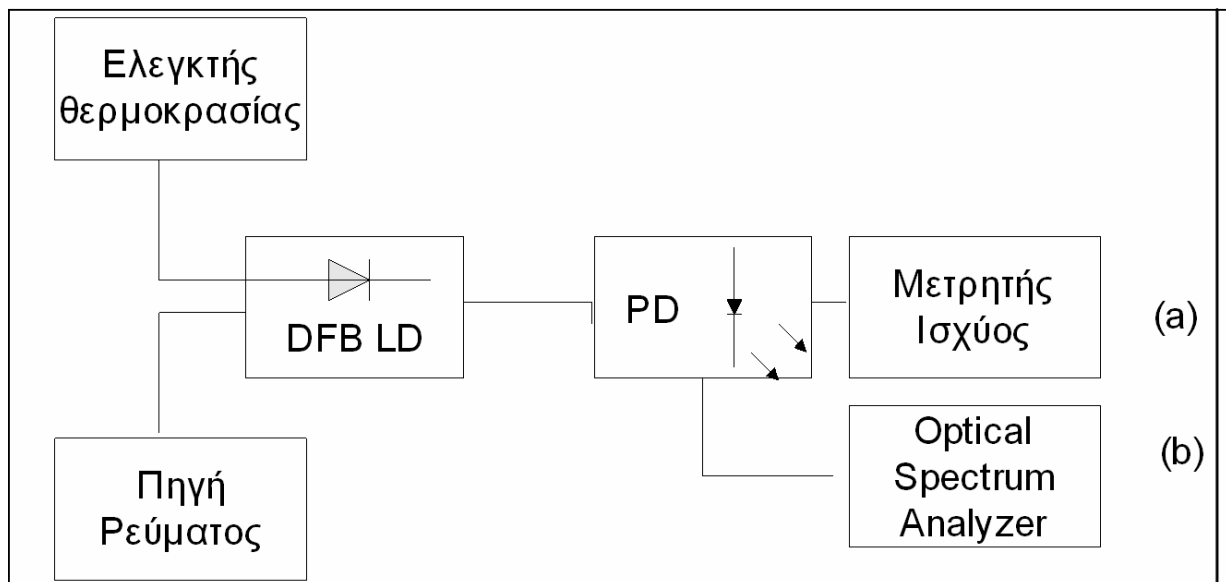 Ελεγκτής
θερμοκρασίας
DFB LD
PD
Μετρητής
Ισχύος
(a)
Optical
Spectrum
Analyzer
(b)
Πηγή
Ρεύματος